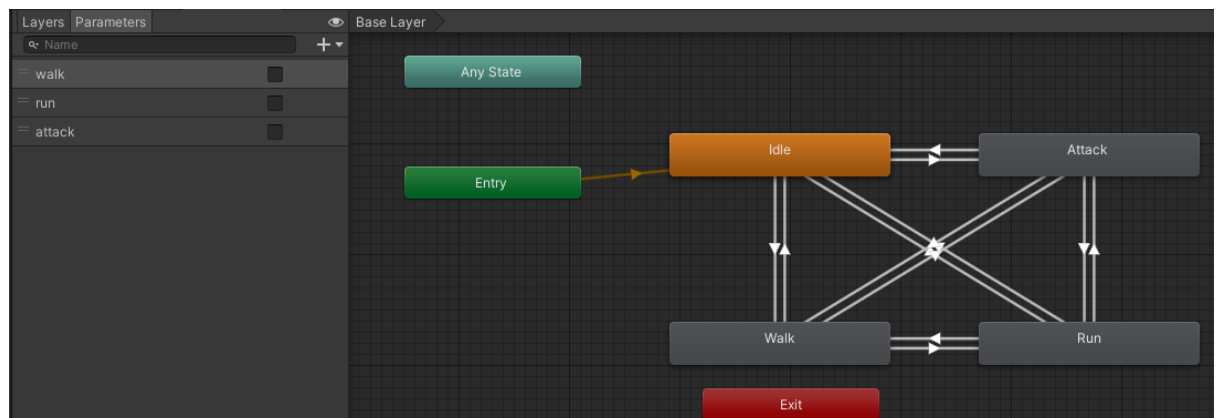 Layers Parameters
Name
walk
run
attack
Base Layer
Any State
Entry
Idle
Attack
Walk
Run
Exit